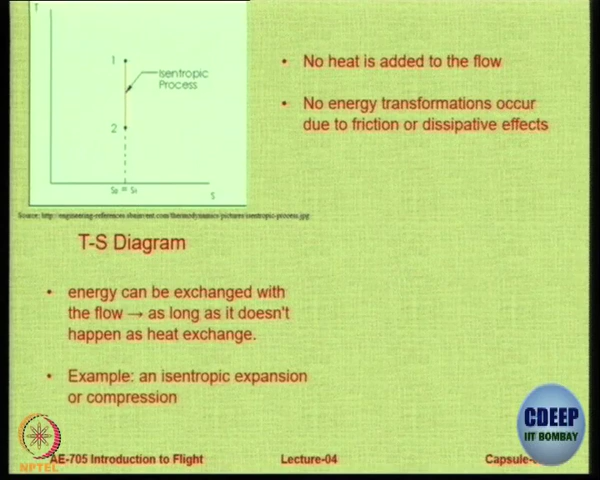 T
1
Isentropic
Process
2
S
• No heat is added to the flow
• No energy transformations occur
due to friction or dissipative effects
T-S Diagram
• energy can be exchanged with
the flow → as long as it doesn't
happen as heat exchange.
• Example: an isentropic expansion
or compression
CDEEP
IIT BOMBAY
NPTEL
AE-705 Introduction to Flight
Lecture-04